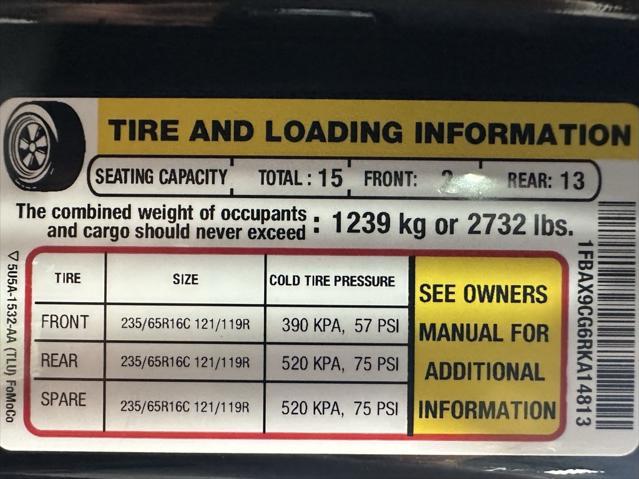 TIRE AND LOADING INFORMATION
SEATING CAPACITY TOTAL: 15 FRONT: 2 REAR: 13
The combined weight of occupants
and cargo should never exceed : 1239 kg or 2732 lbs.
TIRE SIZE COLD TIRE PRESSURE
FRONT 235/65R16C 121/119R 390 KPA, 57 PSI
REAR 235/65R16C 121/119R 520 KPA, 75 PSI
SPARE 235/65R16C 121/119R 520 KPA, 75 PSI
SEE OWNERS
MANUAL FOR
ADDITIONAL
INFORMATION
5U5A-1532-AA (TLU) FoMoCo
1FBAX9CG6RKA14813